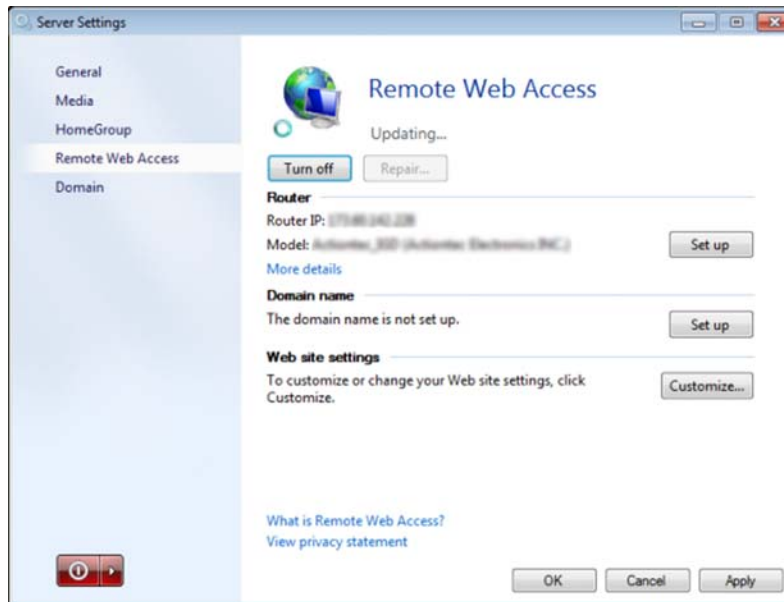 Server Settings
General
Media
HomeGroup
Remote Web Access
Domain
Remote Web Access
Updating...
Turn off
Repair...
Router
Router IP:
Model:
Set up
More details
Domain name
The domain name is not set up.
Set up
Web site settings
To customize or change your Web site settings, click
Customize.
Customize...
What is Remote Web Access?
View privacy statement
OK
Cancel
Apply